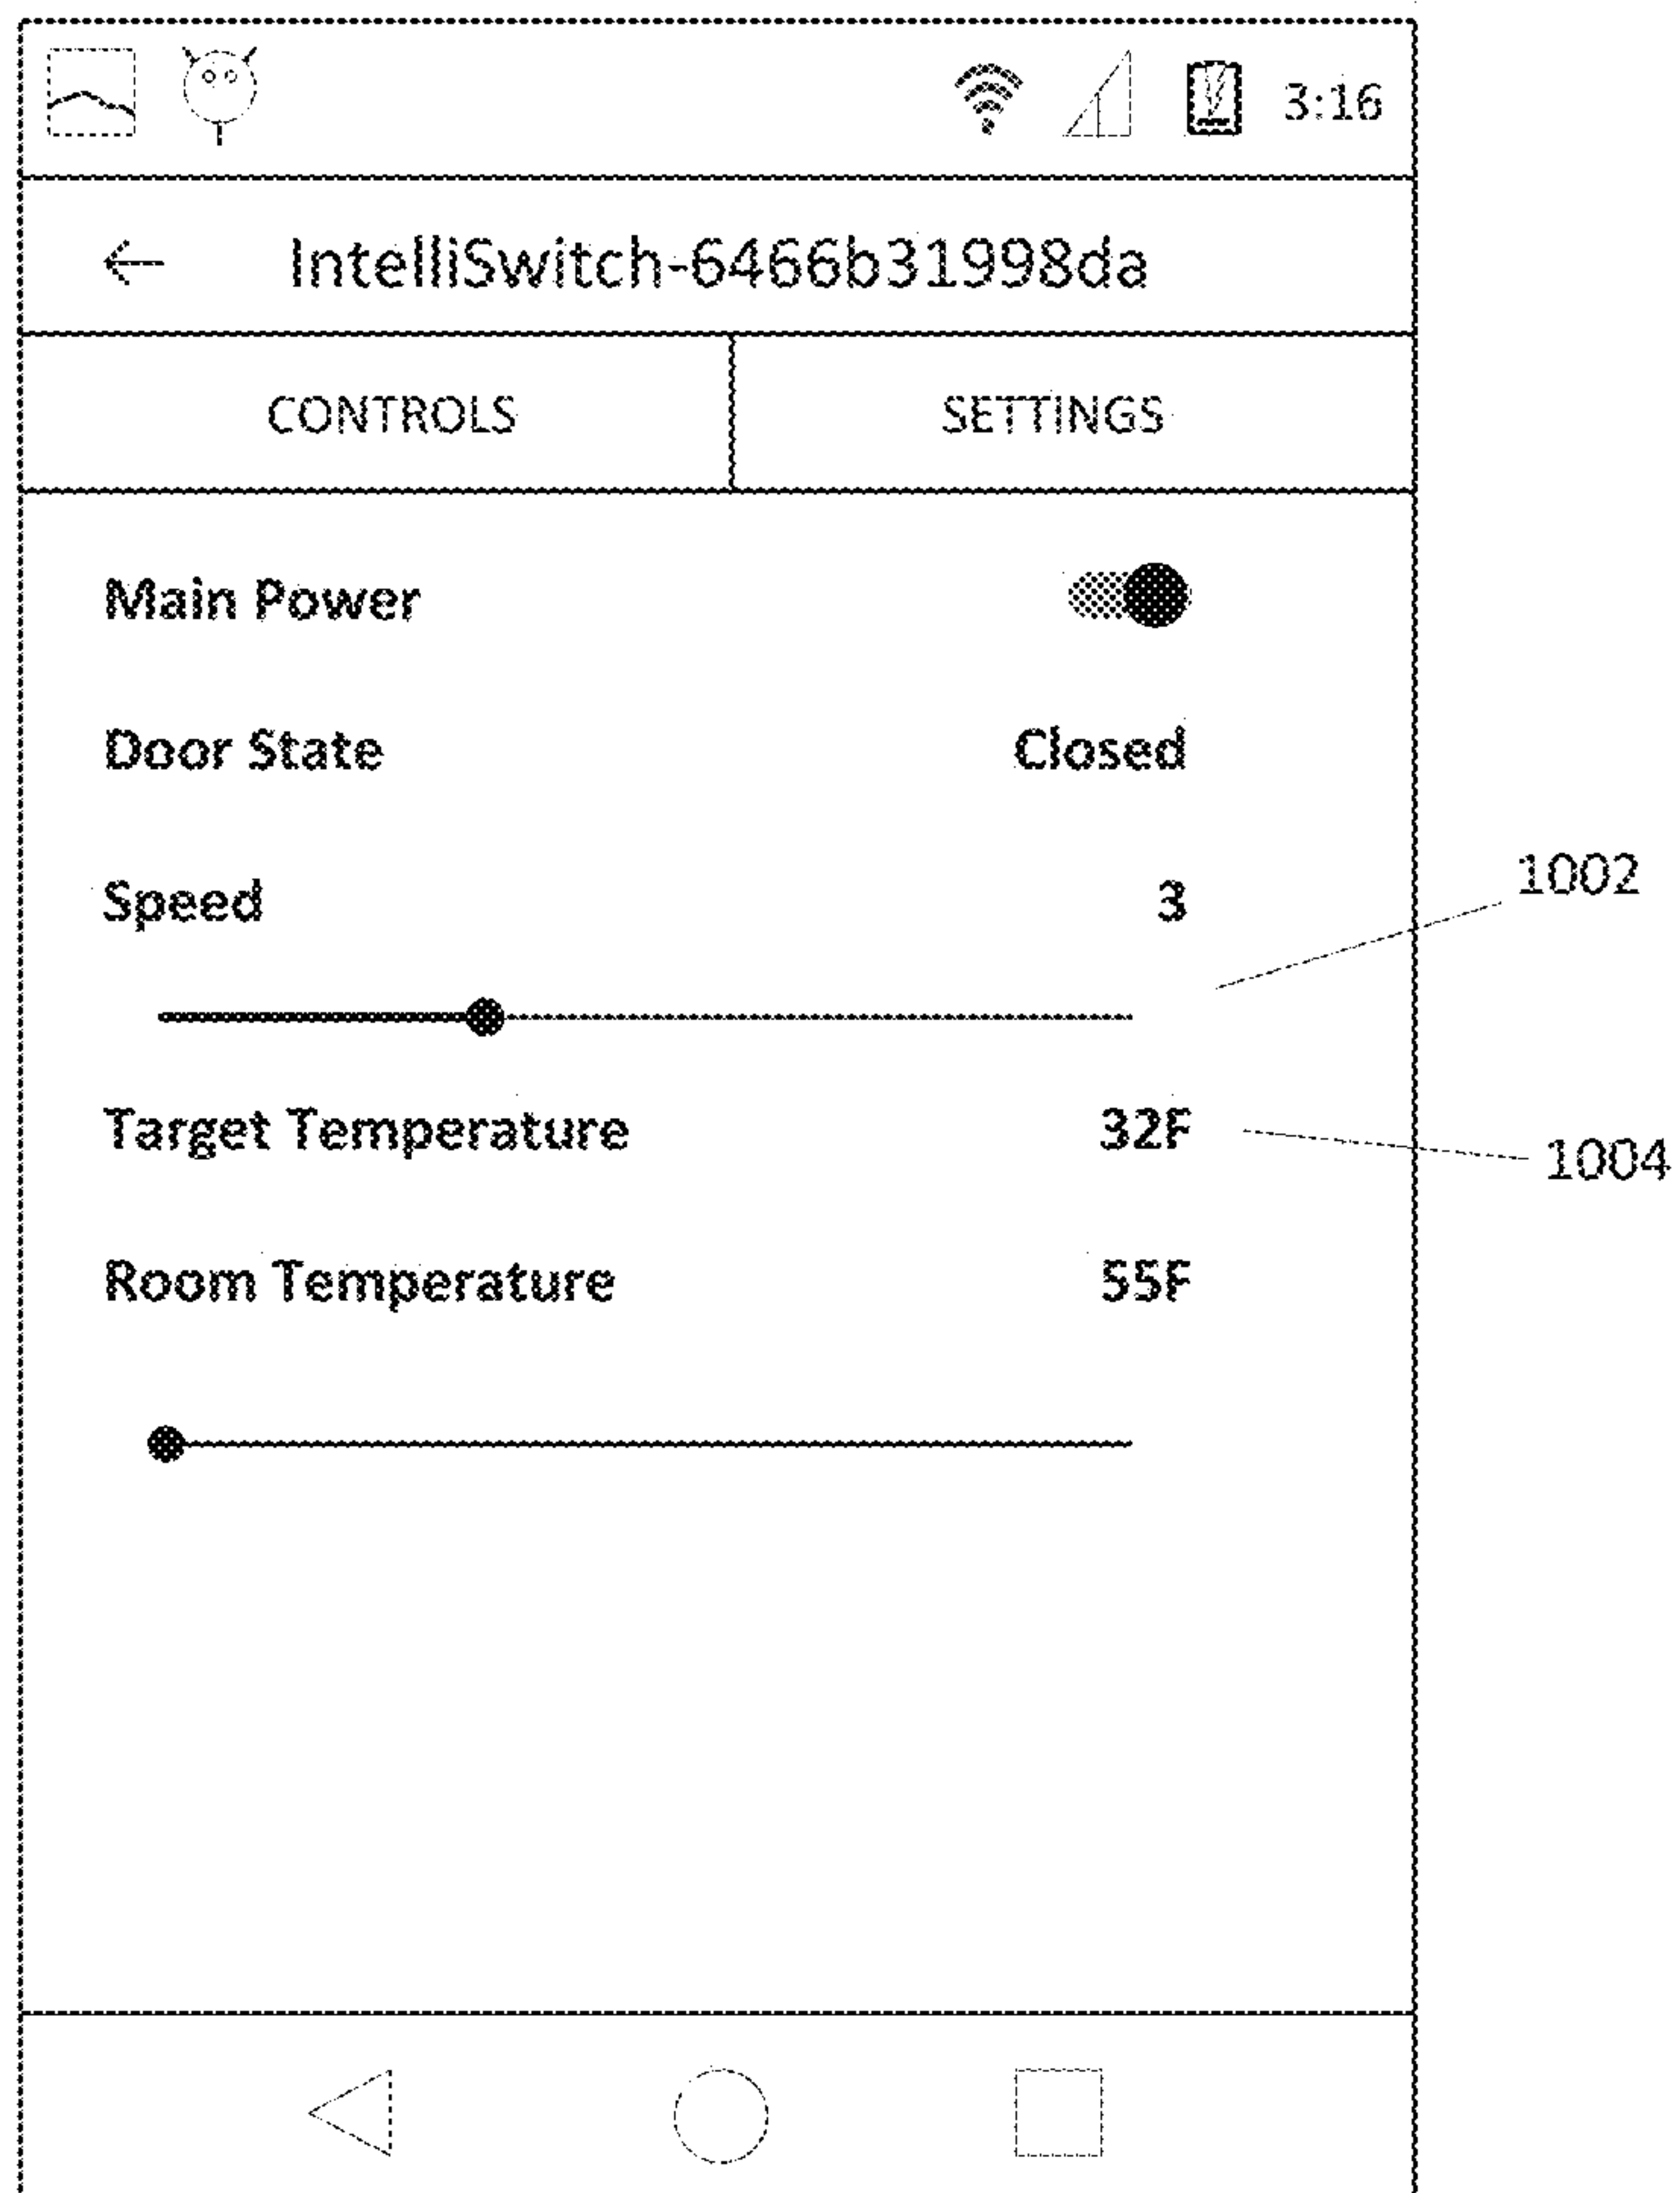 3:16
IntelliSwitch-6466b31998da
CONTROLS SETTINGS
Main Power
Door State Closed
Speed 3
1002
Target Temperature 32F
1004
Room Temperature 55F